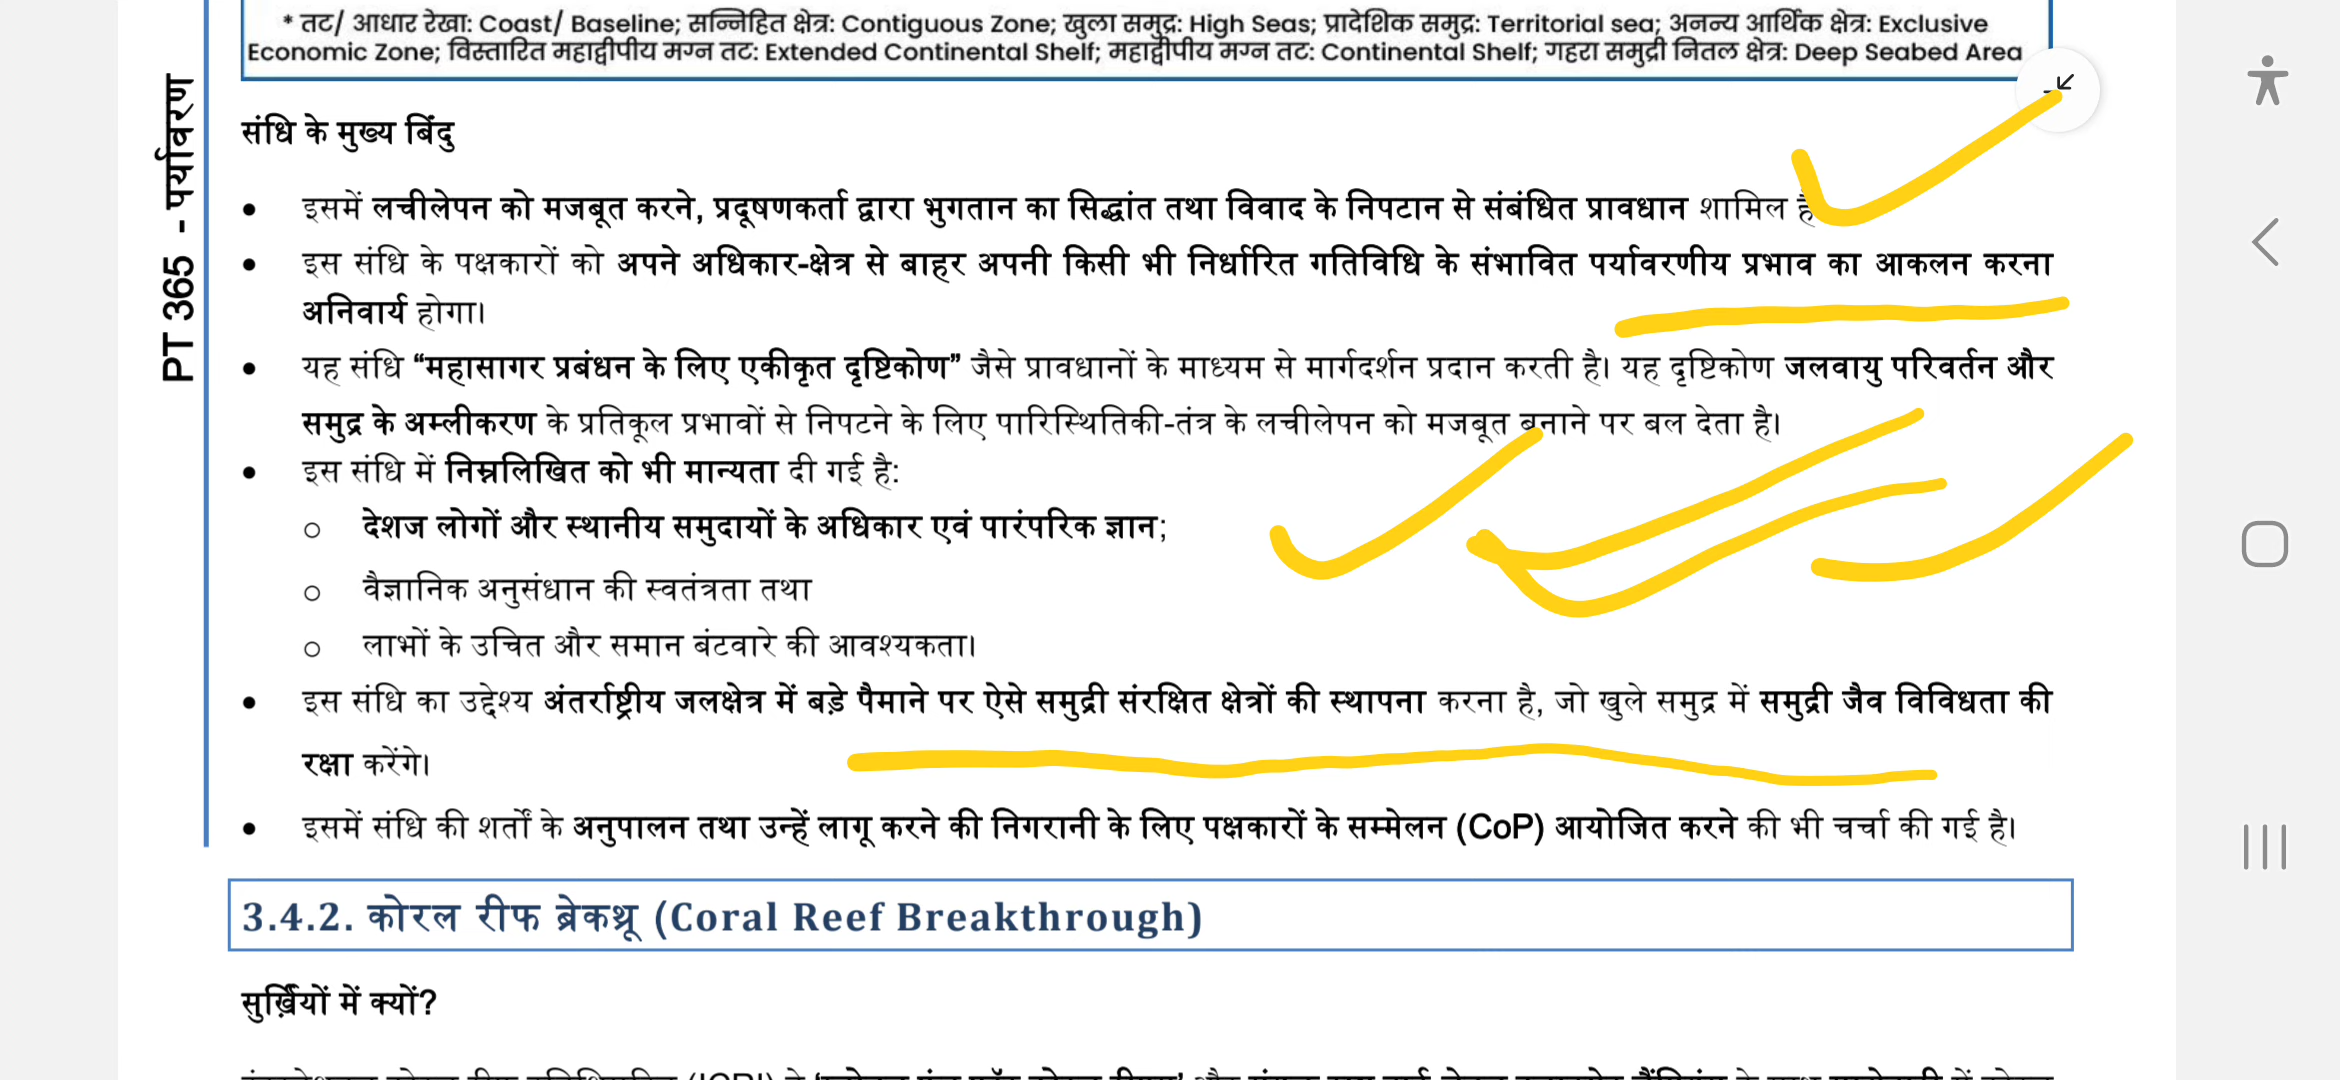 * तट/ आधार रेखा: Coast/ Baseline; सन्निहित क्षेत्र: Contiguous Zone; खुला समुद्र: High Seas; प्रादेशिक समुद्र: Territorial sea; अनन्य आर्थिक क्षेत्र: Exclusive
Economic Zone; विस्तारित महाद्वीपीय मग्न तट: Extended Continental Shelf; महाद्वीपीय मग्न तट: Continental Shelf; गहरा समुद्री नितल क्षेत्र: Deep Seabed Area
PT 365 - पर्यावरण
संधि के मुख्य बिंदु
• इसमें लचीलेपन को मजबूत करने, प्रदूषणकर्ता द्वारा भुगतान का सिद्धांत तथा विवाद के निपटान से संबंधित प्रावधान शामिल हैं
• इस संधि के पक्षकारों को अपने अधिकार-क्षेत्र से बाहर अपनी किसी भी निर्धारित गतिविधि के संभावित पर्यावरणीय प्रभाव का आकलन करना
अनिवार्य होगा।
• यह संधि “महासागर प्रबंधन के लिए एकीकृत दृष्टिकोण” जैसे प्रावधानों के माध्यम से मार्गदर्शन प्रदान करती है। यह दृष्टिकोण जलवायु परिवर्तन और
समुद्र के अम्लीकरण के प्रतिकूल प्रभावों से निपटने के लिए पारिस्थितिकी-तंत्र के लचीलेपन को मजबूत बनाने पर बल देता है।
• इस संधि में निम्नलिखित को भी मान्यता दी गई है:
○ देशज लोगों और स्थानीय समुदायों के अधिकार एवं पारंपरिक ज्ञान;
○ वैज्ञानिक अनुसंधान की स्वतंत्रता तथा
○ लाभों के उचित और समान बंटवारे की आवश्यकता।
• इस संधि का उद्देश्य अंतर्राष्ट्रीय जलक्षेत्र में बड़े पैमाने पर ऐसे समुद्री संरक्षित क्षेत्रों की स्थापना करना है, जो खुले समुद्र में समुद्री जैव विविधता की
रक्षा करेंगे।
• इसमें संधि की शर्तों के अनुपालन तथा उन्हें लागू करने की निगरानी के लिए पक्षकारों के सम्मेलन (CoP) आयोजित करने की भी चर्चा की गई है।
3.4.2. कोरल रीफ ब्रेकथ्रू (Coral Reef Breakthrough)
सुर्ख़ियों में क्यों?